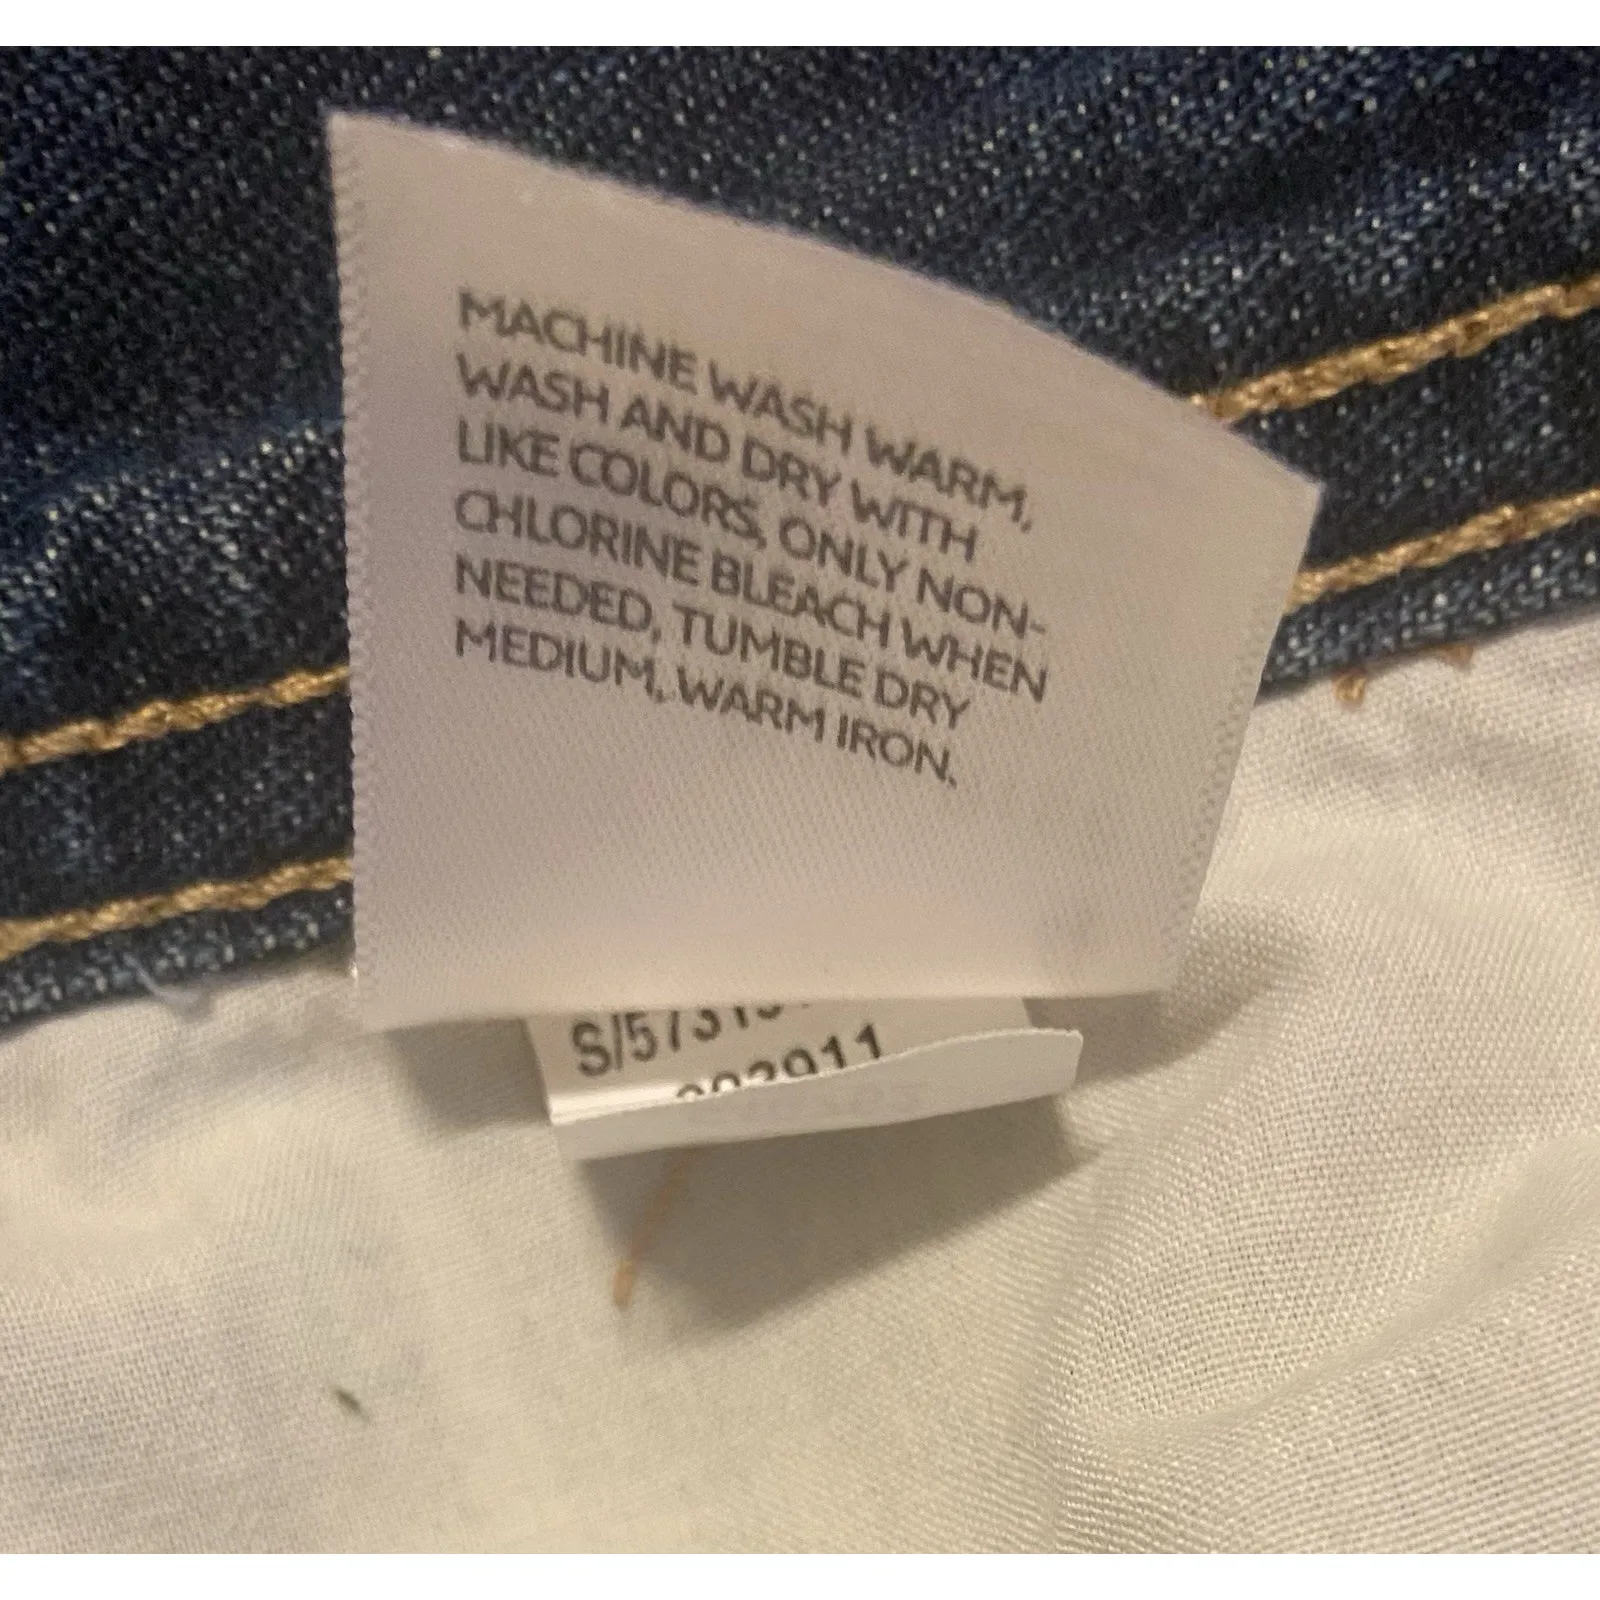 MACHINE WASH WARM,
WASH AND DRY WITH
LIKE COLORS, ONLY NON-
CHLORINE BLEACH WHEN
NEEDED, TUMBLE DRY
MEDIUM, WARM IRON.